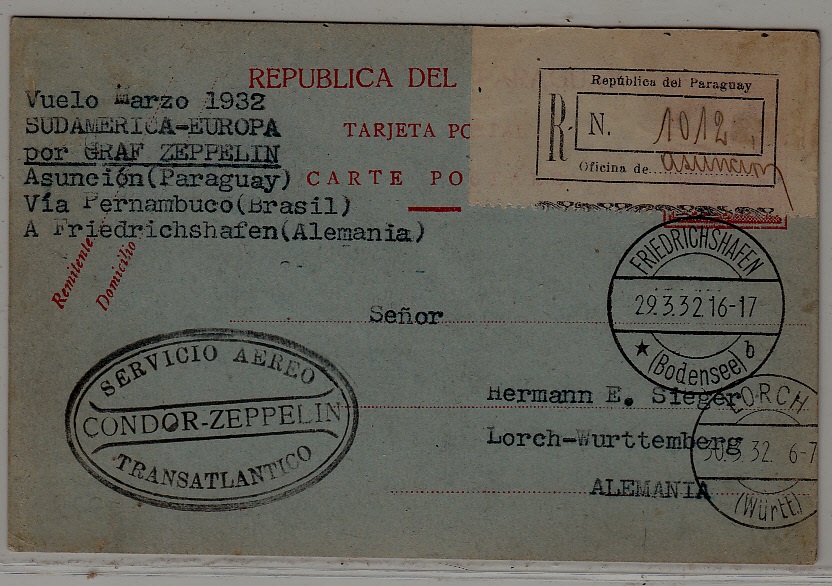 REPUBLICA DEL
Vuelo Marzo 1932
SUDAMERICA-EUROPA
TARJETA PO
por GRAF ZEPPELIN
Asunción(Paraguay)
CARTE PO
Vía Pernambuco(Brasil)
A Friedrichshafen(Alemania)
República del Paraguay
R
N. 1012
Oficina de asuncion
Remitente
Domicilio
FRIEDRICHSHAFEN
29.3.32.16-17
★ (Bodensee) b
Señor
SERVICIO AEREO
CONDOR-ZEPPELIN
TRANSATLANTICO
Hermann E. Sieger
Lorch-Wurttemberg
ALEMANIA
LORCH
30.3.32. 6-7
(Württ)